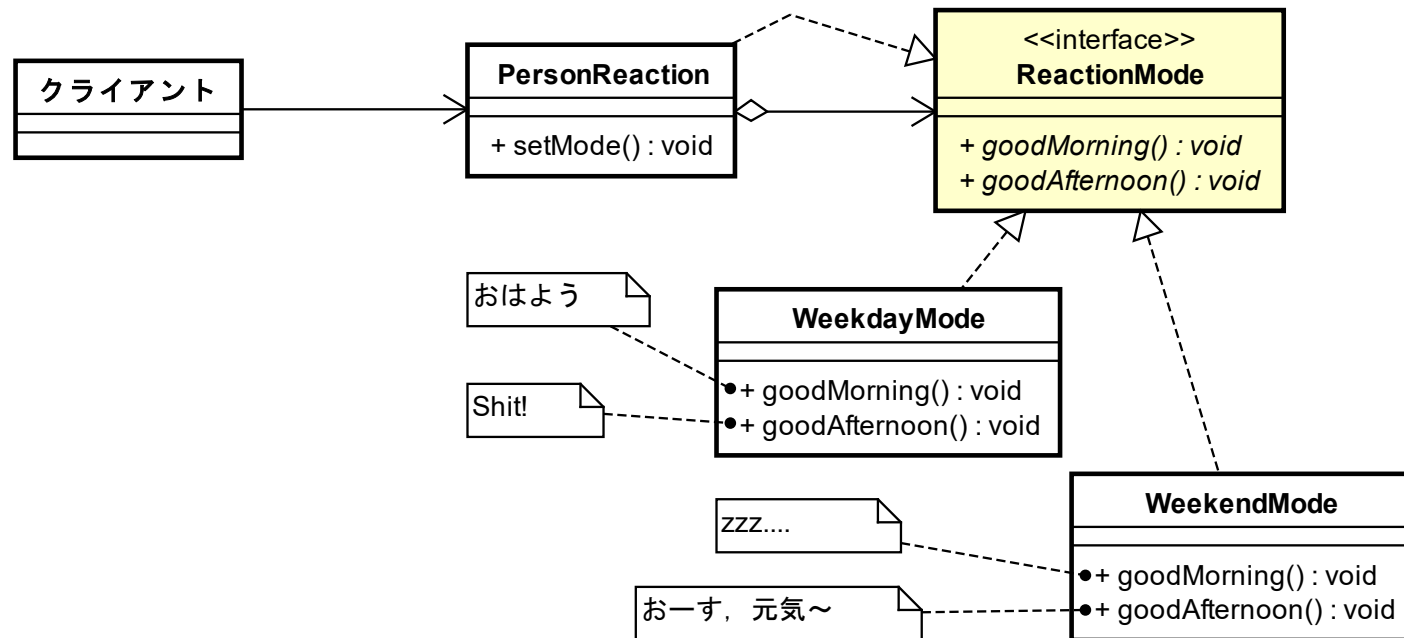 クライアント
PersonReaction
+ setMode() : void
<<interface>>
ReactionMode
+ goodMorning() : void
+ goodAfternoon() : void
おはよう
Shit!
WeekdayMode
+ goodMorning() : void
+ goodAfternoon() : void
zzz....
おーす，元気～
WeekendMode
+ goodMorning() : void
+ goodAfternoon() : void